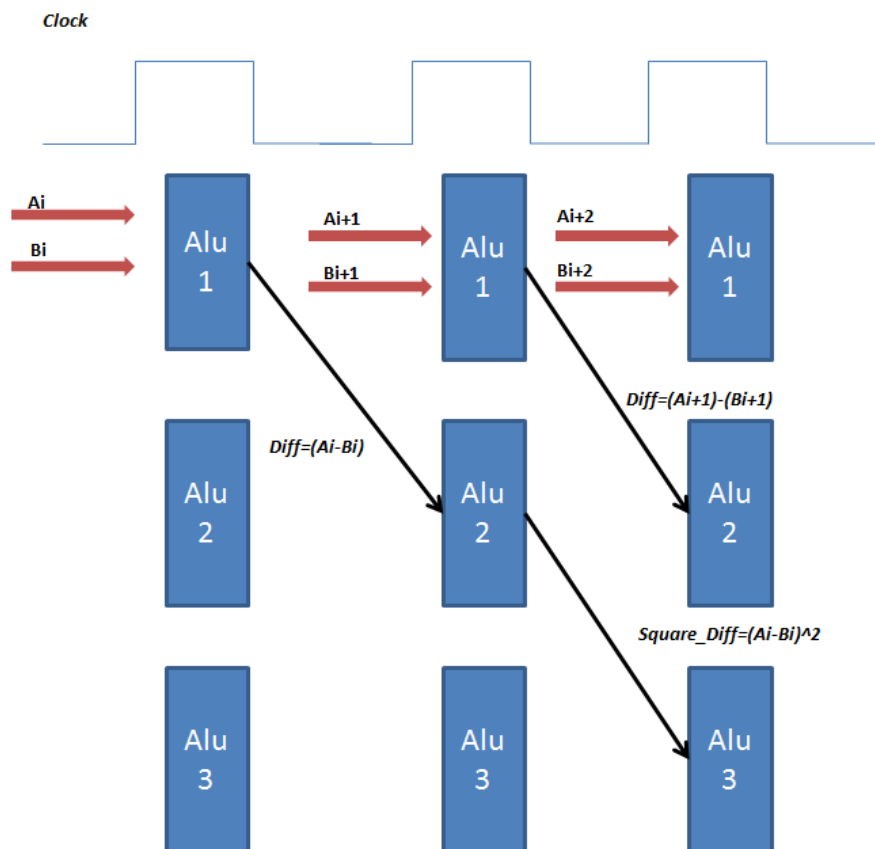 Clock
Ai
Bi
Alu
1
Ai+1
Bi+1
Alu
1
Ai+2
Bi+2
Alu
1
Diff=(Ai-Bi)
Diff=(Ai+1)-(Bi+1)
Alu
2
Alu
2
Alu
2
Square_Diff=(Ai-Bi)^2
Alu
3
Alu
3
Alu
3